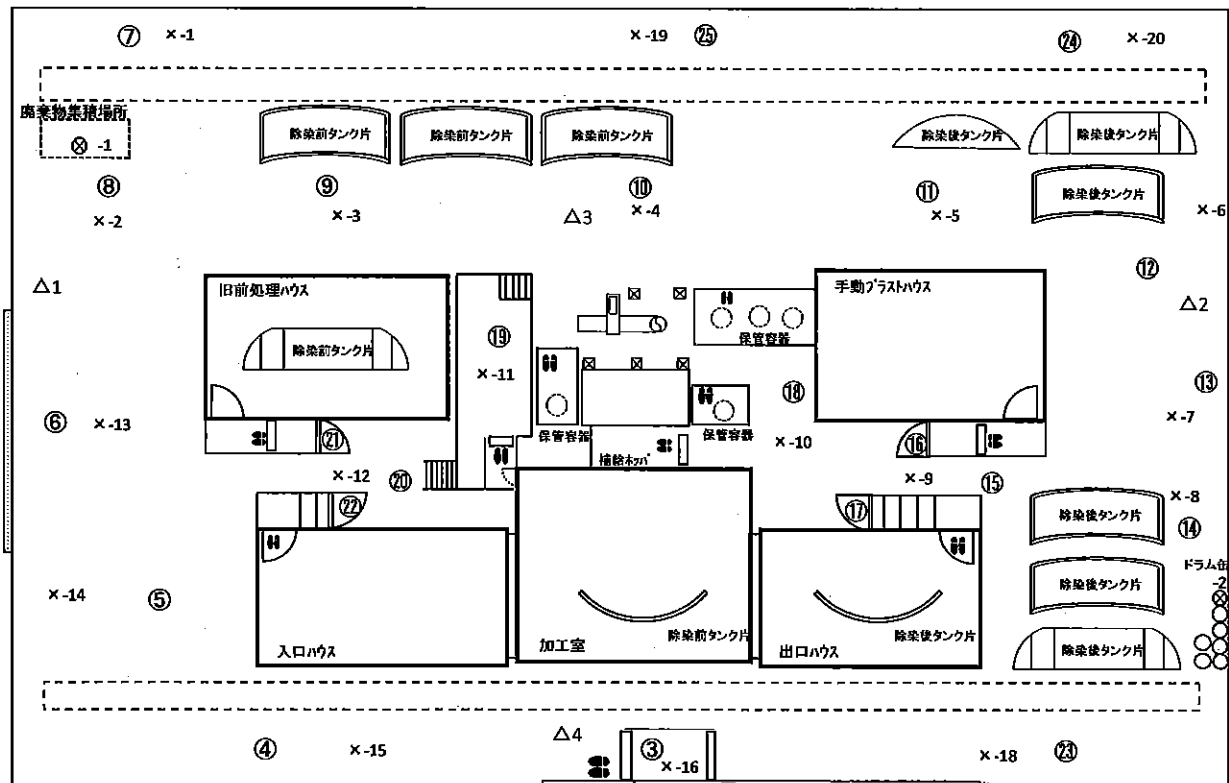 ⑦ ×-1 ×-19 ㉕ ㉔ ×-20
廃棄物集積場所
⊗ -1
除染前タンク片 除染前タンク片 除染前タンク片 除染後タンク片 除染後タンク片
⑧ ⑨ ⑩ ⑪ 除染後タンク片
×-2 ×-3 △3 ×-4 ×-5 ×-6
⑫
△1 旧前処理ハウス 手動ブラストハウス △2
⑲ 保管容器
除染前タンク片
×-11 ⑱ ⑬
⑥ ×-13 ×-7
保管容器 保管容器
㉑ ×-10 ⑯
補給ホッパ
×-12 ⑳ ×-9 ⑮
㉒ ⑰ 除染後タンク片 ×-8
⑭
ドラム缶
×-14 ⑤ 除染後タンク片 -2
⊗
除染前タンク片 除染後タンク片
入口ハウス 加工室 出口ハウス 除染後タンク片
④ ×-15 △4 ③ ×-16 ×-18 ㉓